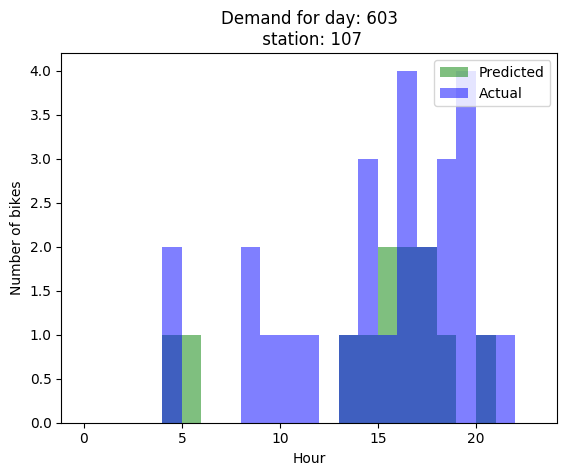 Demand for day: 603
station: 107
Predicted
Actual
4.0
3.5
3.0
2.5
2.0
1.5
1.0
0.5
0.0
Number of bikes
0 5 10 15 20
Hour